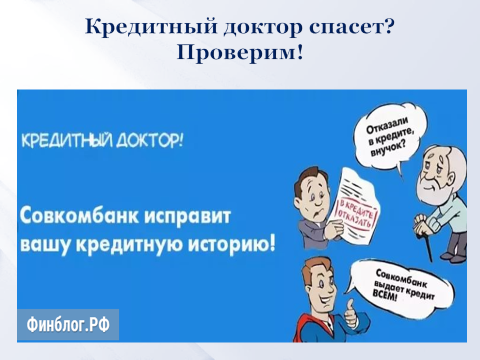 Кредитный доктор спасет?
Проверим!
КРЕДИТНЫЙ ДОКТОР!
Отказали
в кредите,
внучок?
В КРЕДИТЕ
ОТКАЗАТЬ
Совкомбанк исправит
вашу кредитную историю!
Совкомбанк
выдает кредит
ВСЕМ!
Финблог.РФ